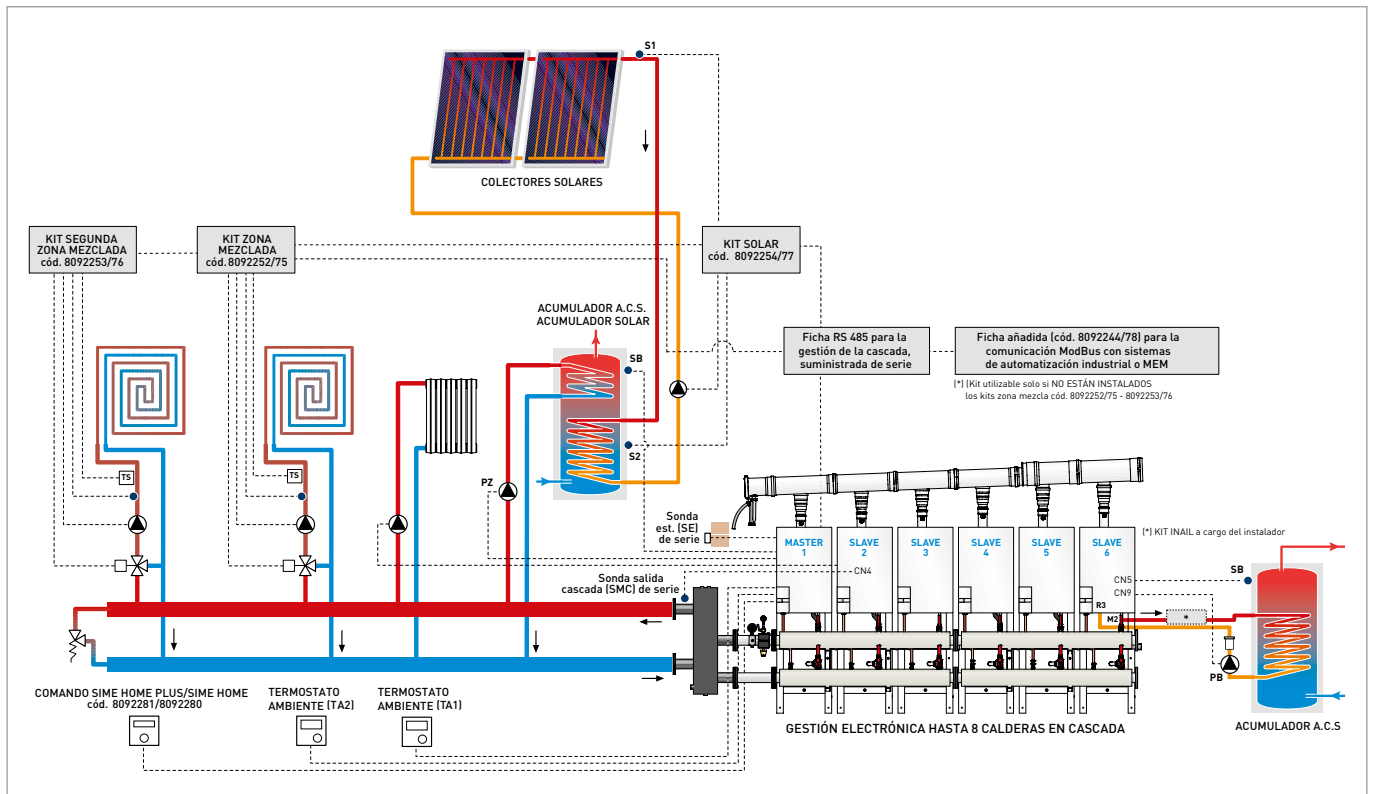 S1
COLECTORES SOLARES
KIT SEGUNDA
ZONA MEZCLADA
cód. 8092253/76
KIT ZONA
MEZCLADA
cód. 8092252/75
KIT SOLAR
cód. 8092254/77
ACUMULADOR A.C.S.
ACUMULADOR SOLAR
SB
S2
Ficha RS 485 para la
gestión de la cascada,
suministrada de serie
Ficha añadida (cód. 8092244/78) para la
comunicación ModBus con sistemas
de automatización industrial o MEM
(*) (Kit utilizable solo si NO ESTÁN INSTALADOS
los kits zona mezcla cód. 8092252/75 - 8092253/76
TS
TS
PZ
Sonda
est. (SE)
de serie
MASTER
1
SLAVE
2
SLAVE
3
SLAVE
4
SLAVE
5
SLAVE
6
(*) KIT INAIL a cargo del instalador
CN4
CN5
CN9
SB
Sonda salida
cascada (SMC) de serie
R3
M2
*
PB
COMANDO SIME HOME PLUS/SIME HOME
cód. 8092281/8092280
TERMOSTATO
AMBIENTE (TA2)
TERMOSTATO
AMBIENTE (TA1)
GESTIÓN ELECTRÓNICA HASTA 8 CALDERAS EN CASCADA
ACUMULADOR A.C.S